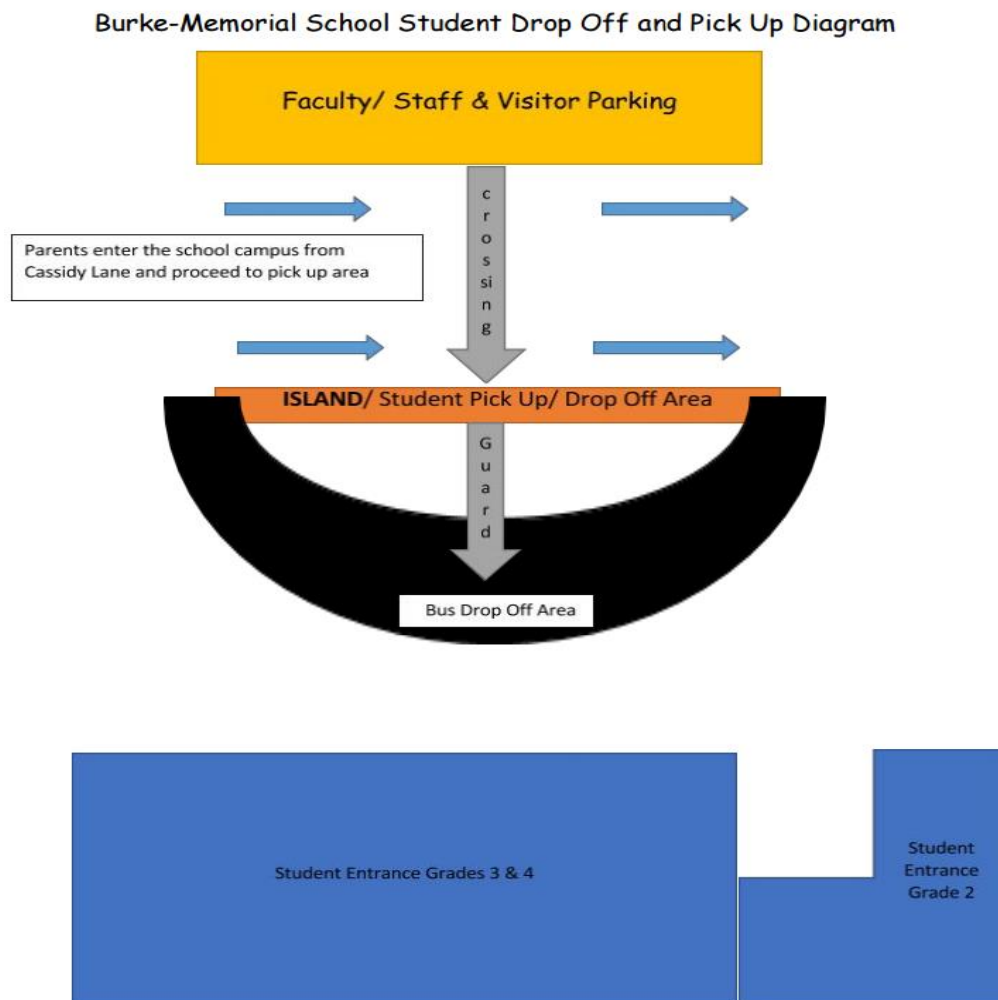 Burke-Memorial School Student Drop Off and Pick Up Diagram
Faculty/ Staff & Visitor Parking
crossing
Parents enter the school campus from
Cassidy Lane and proceed to pick up area
ISLAND/ Student Pick Up/ Drop Off Area
Guard
Bus Drop Off Area
Student Entrance Grades 3 & 4
Student
Entrance
Grade 2